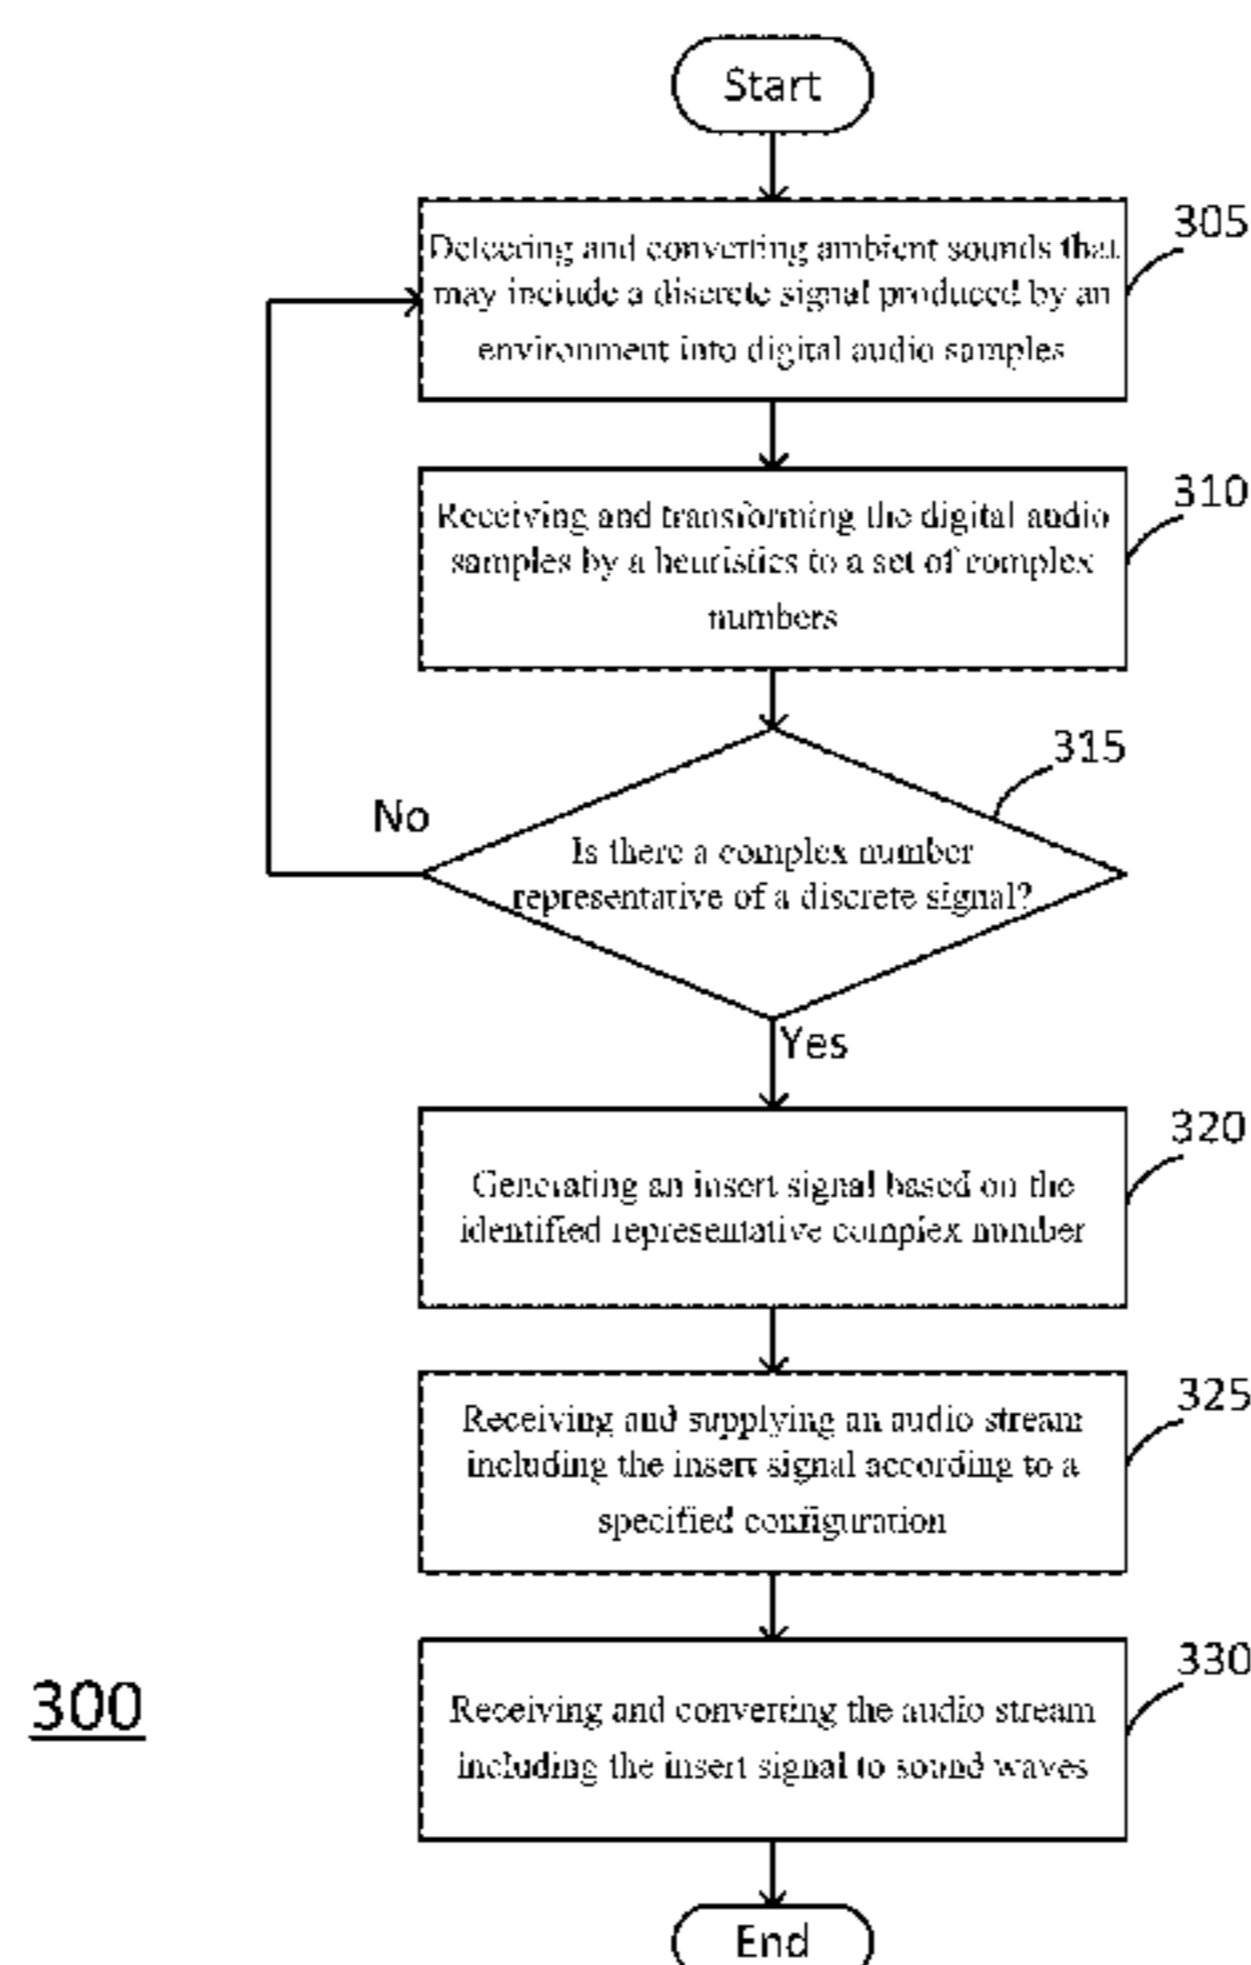 Start
305
Detecting and converting ambient sounds that
may include a discrete signal produced by an
environment into digital audio samples
310
Receiving and transforming the digital audio
samples by a heuristics to a set of complex
numbers
315
No
Is there a complex number
representative of a discrete signal?
Yes
320
Generating an insert signal based on the
identified representative complex number
325
Receiving and supplying an audio stream
including the insert signal according to a
specified configuration
330
Receiving and converting the audio stream
including the insert signal to sound waves
300
End